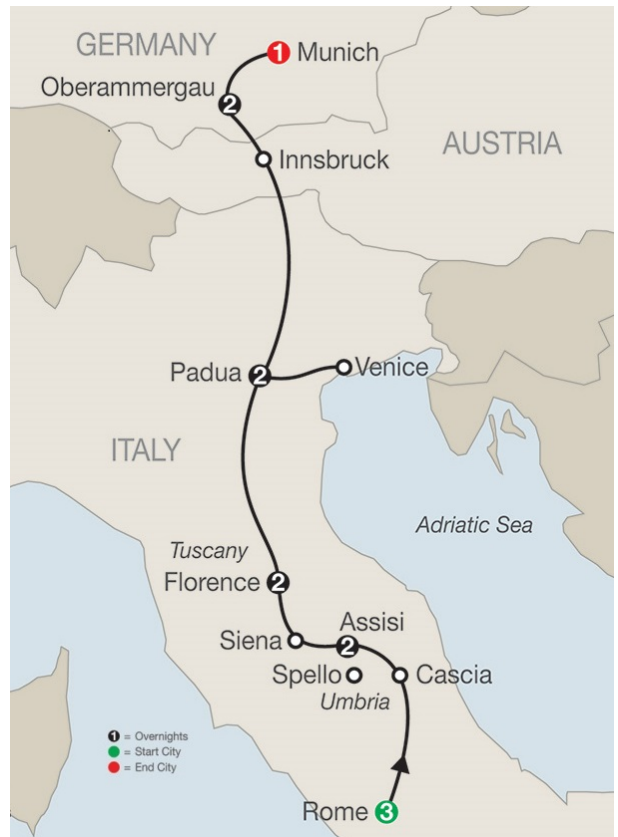 GERMANY
1 Munich
Oberammergau
2
AUSTRIA
Innsbruck
Padua 2 Venice
ITALY
Adriatic Sea
Tuscany
Florence 2
Assisi
Siena
2
Spello
Cascia
Umbria
1 = Overnights
= Start City
= End City
Rome 3